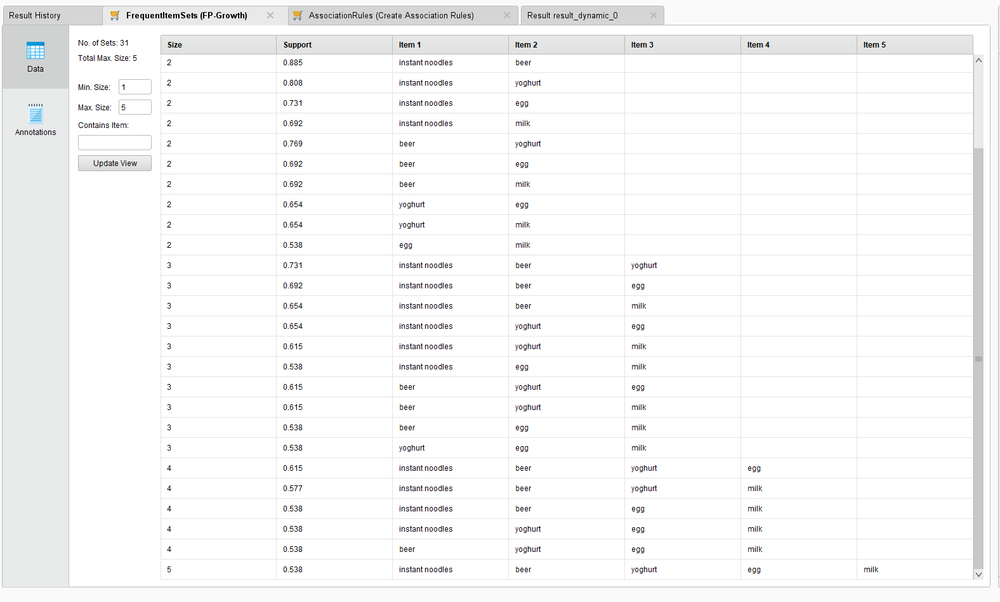 Result History
FrequentItemSets (FP-Growth)
AssociationRules (Create Association Rules)
Result result_dynamic_0
Data
Annotations
No. of Sets: 31
Total Max. Size: 5
Min. Size: 1
Max. Size: 5
Contains Item:
Update View
Size Support Item 1 Item 2 Item 3 Item 4 Item 5
2 0.885 instant noodles beer
2 0.808 instant noodles yoghurt
2 0.731 instant noodles egg
2 0.692 instant noodles milk
2 0.769 beer yoghurt
2 0.692 beer egg
2 0.692 beer milk
2 0.654 yoghurt egg
2 0.654 yoghurt milk
2 0.538 egg milk
3 0.731 instant noodles beer yoghurt
3 0.692 instant noodles beer egg
3 0.654 instant noodles beer milk
3 0.654 instant noodles yoghurt egg
3 0.615 instant noodles yoghurt milk
3 0.538 instant noodles egg milk
3 0.615 beer yoghurt egg
3 0.615 beer yoghurt milk
3 0.538 beer egg milk
3 0.538 yoghurt egg milk
4 0.615 instant noodles beer yoghurt egg
4 0.577 instant noodles beer yoghurt milk
4 0.538 instant noodles beer egg milk
4 0.538 instant noodles yoghurt egg milk
4 0.538 beer yoghurt egg milk
5 0.538 instant noodles beer yoghurt egg milk